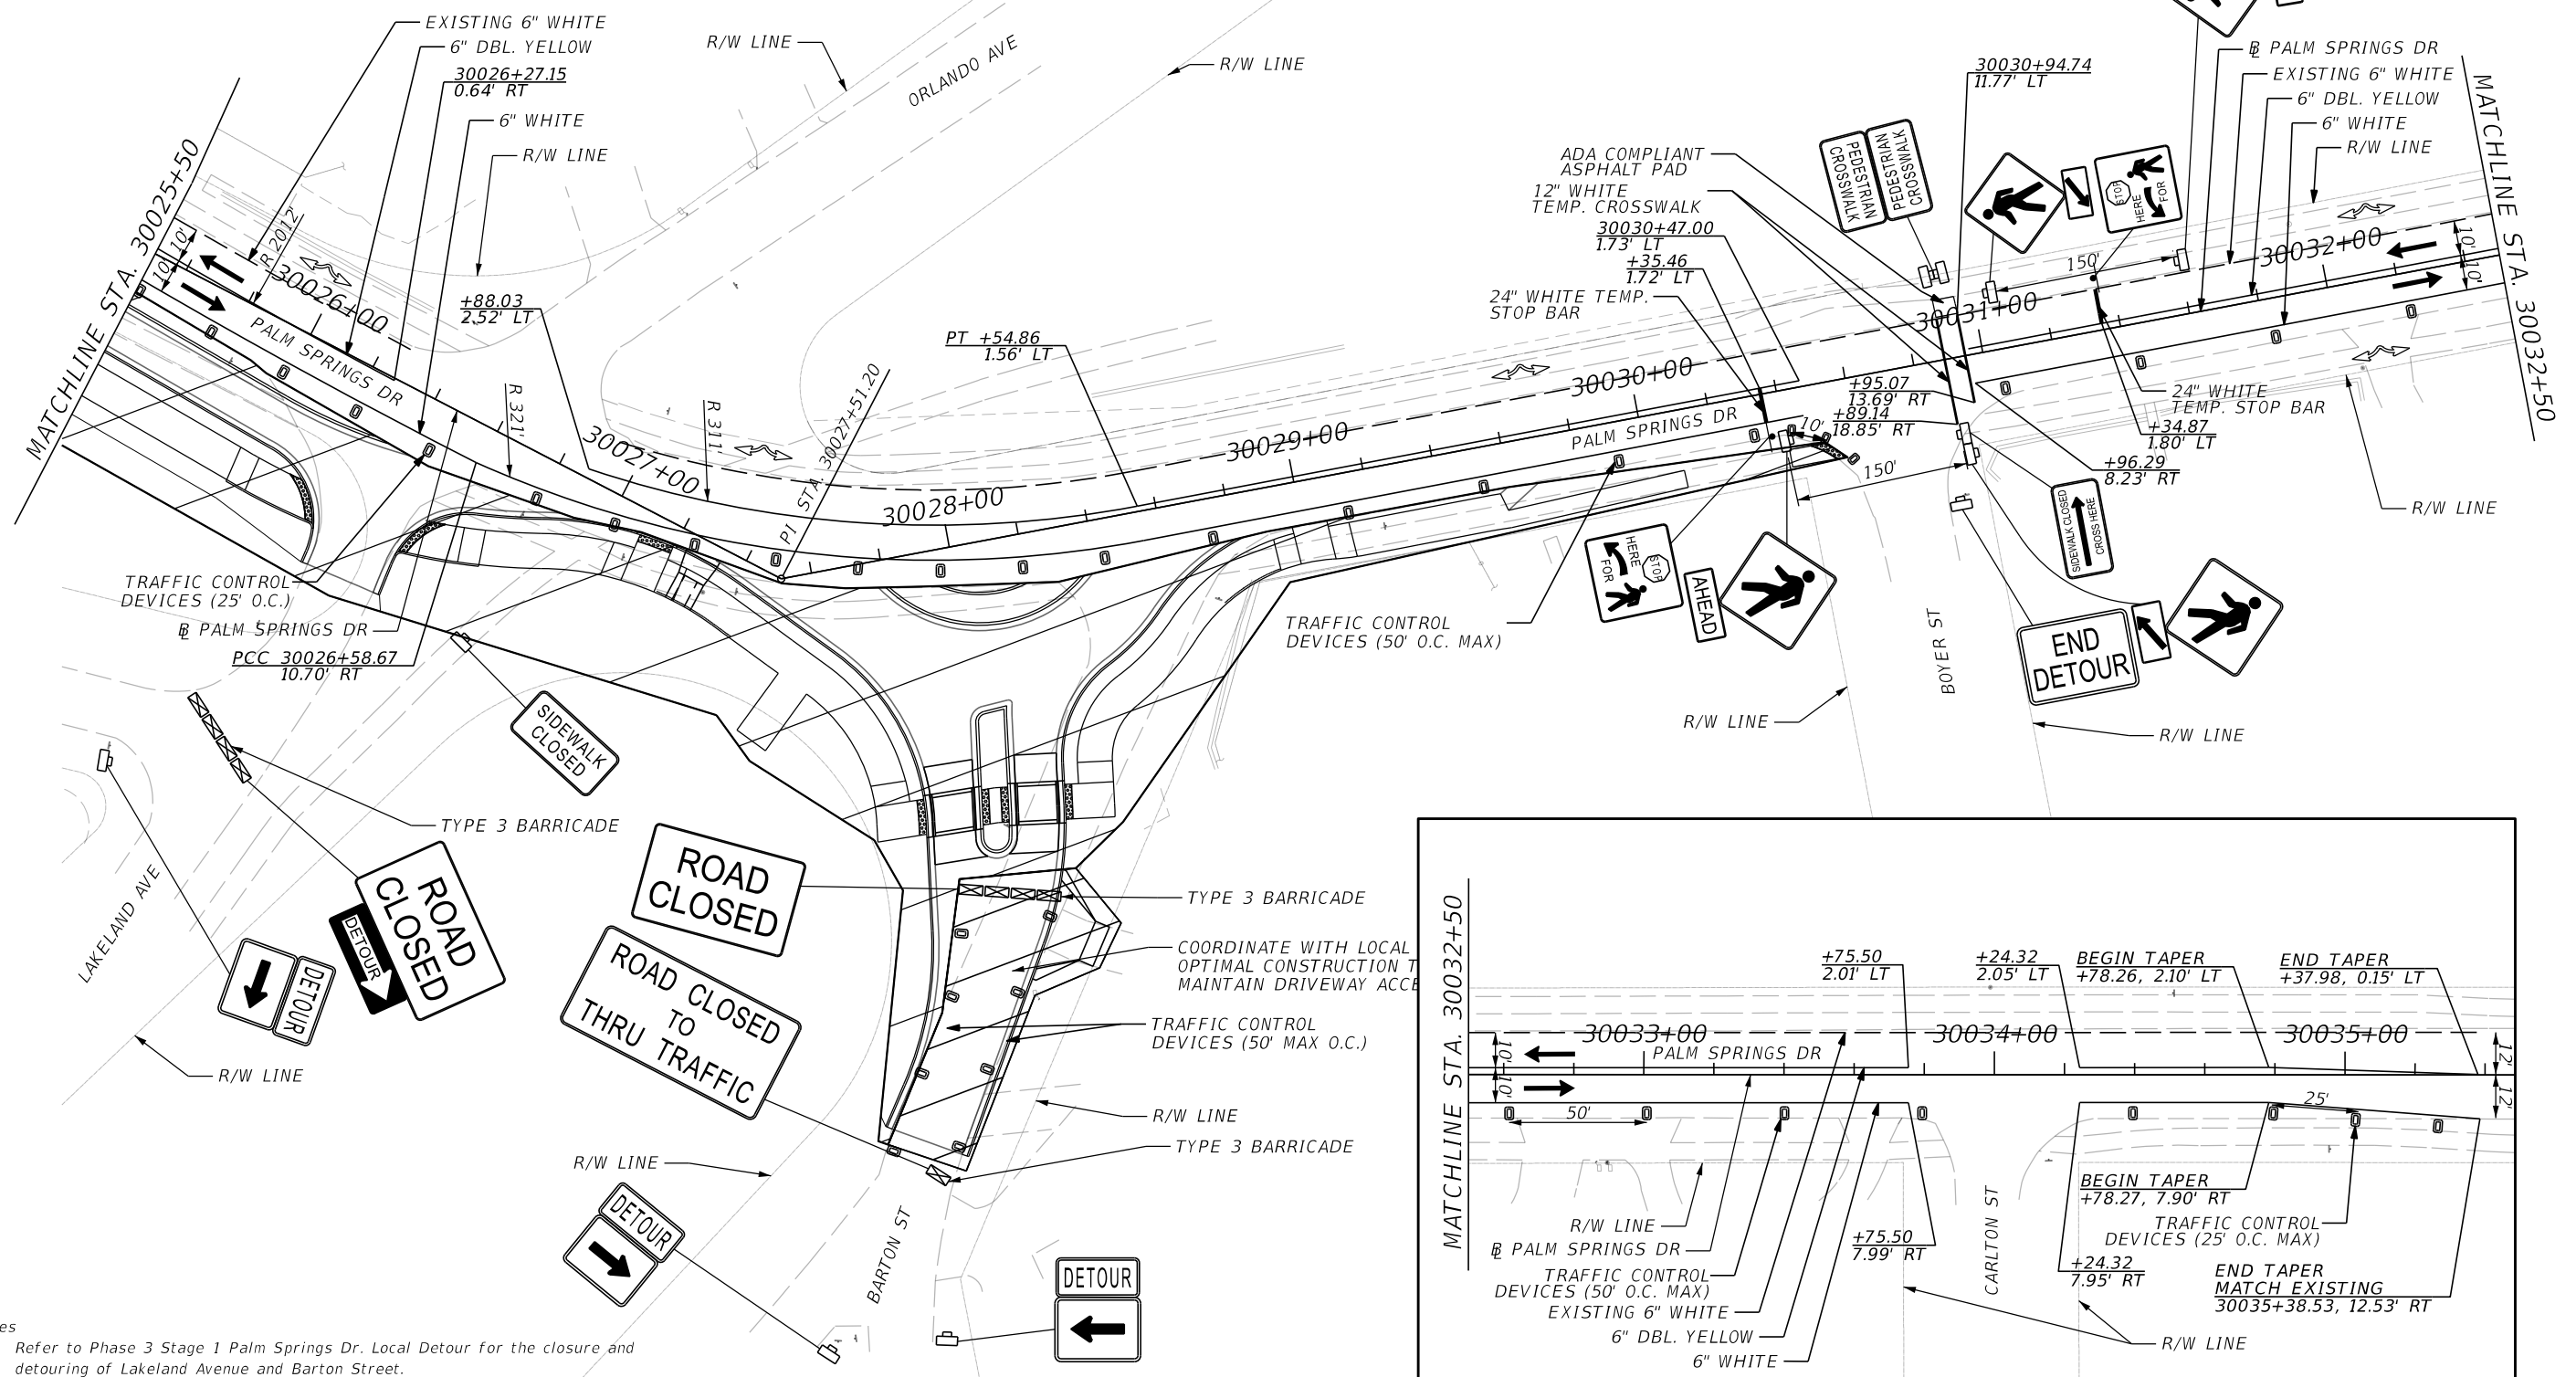 EXISTING 6" WHITE
6" DBL. YELLOW
30026+27.15
0.64' RT
6" WHITE
R/W LINE
MATCHLINE STA. 30025+50
10'
10'
R 2012'
30026+00
PALM SPRINGS DR
R/W LINE
ORLANDO AVE
R/W LINE
+88.03
2.52' LT
R 321'
30027+00
R 311'
PI STA. 30027+51.20
30028+00
PT +54.86
1.56' LT
30029+00
30030+00
PALM SPRINGS DR
TRAFFIC CONTROL
DEVICES (25' O.C.)
BL PALM SPRINGS DR
PCC 30026+58.67
10.70' RT
ADA COMPLIANT
ASPHALT PAD
12" WHITE
TEMP. CROSSWALK
30030+47.00
1.73' LT
+35.46
1.72' LT
24" WHITE TEMP.
STOP BAR
PEDESTRIAN
CROSSWALK
PEDESTRIAN
CROSSWALK
30030+94.74
11.77' LT
STOP
HERE
FOR
150'
30031+00
30032+00
BL PALM SPRINGS DR
EXISTING 6" WHITE
6" DBL. YELLOW
6" WHITE
R/W LINE
MATCHLINE STA. 30032+50
10'
10'
+95.07
13.69' RT
+89.14
18.85' RT
10'
150'
24" WHITE
TEMP. STOP BAR
+34.87
1.80' LT
+96.29
8.23' RT
R/W LINE
SIDEWALK CLOSED
CROSS HERE
HERE
STOP
FOR
AHEAD
TRAFFIC CONTROL
DEVICES (50' O.C. MAX)
BOYER ST
END
DETOUR
R/W LINE
R/W LINE
SIDEWALK
CLOSED
TYPE 3 BARRICADE
LAKELAND AVE
ROAD
CLOSED
DETOUR
DETOUR
R/W LINE
ROAD
CLOSED
ROAD CLOSED
TO
THRU TRAFFIC
TYPE 3 BARRICADE
COORDINATE WITH LOCAL
OPTIMAL CONSTRUCTION T
MAINTAIN DRIVEWAY ACCE
TRAFFIC CONTROL
DEVICES (50' MAX O.C.)
R/W LINE
TYPE 3 BARRICADE
R/W LINE
DETOUR
BARTON ST
DETOUR
es
Refer to Phase 3 Stage 1 Palm Springs Dr. Local Detour for the closure and
detouring of Lakeland Avenue and Barton Street.
MATCHLINE STA. 30032+50
10'
10'
30033+00
PALM SPRINGS DR
+75.50
2.01' LT
+24.32
2.05' LT
BEGIN TAPER
+78.26, 2.10' LT
END TAPER
+37.98, 0.15' LT
30034+00
30035+00
12'
12'
50'
25'
R/W LINE
BL PALM SPRINGS DR
TRAFFIC CONTROL
DEVICES (50' O.C. MAX)
EXISTING 6" WHITE
6" DBL. YELLOW
6" WHITE
+75.50
7.99' RT
CARLTON ST
BEGIN TAPER
+78.27, 7.90' RT
TRAFFIC CONTROL
DEVICES (25' O.C. MAX)
+24.32
7.95' RT
END TAPER
MATCH EXISTING
30035+38.53, 12.53' RT
R/W LINE